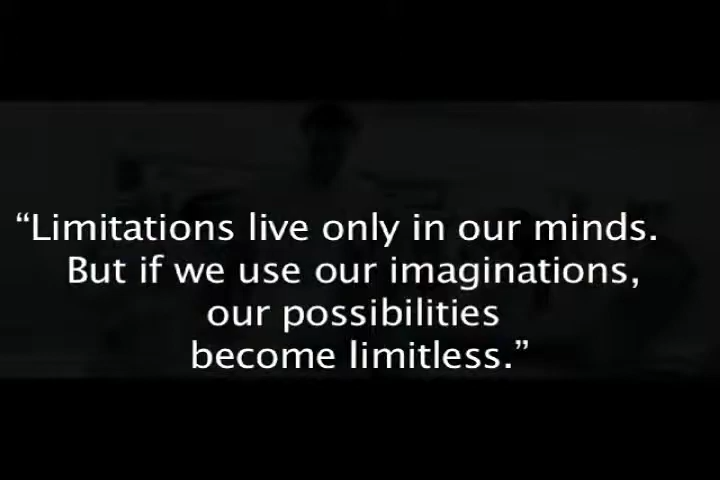 “Limitations live only in our minds.
But if we use our imaginations,
our possibilities
become limitless.”